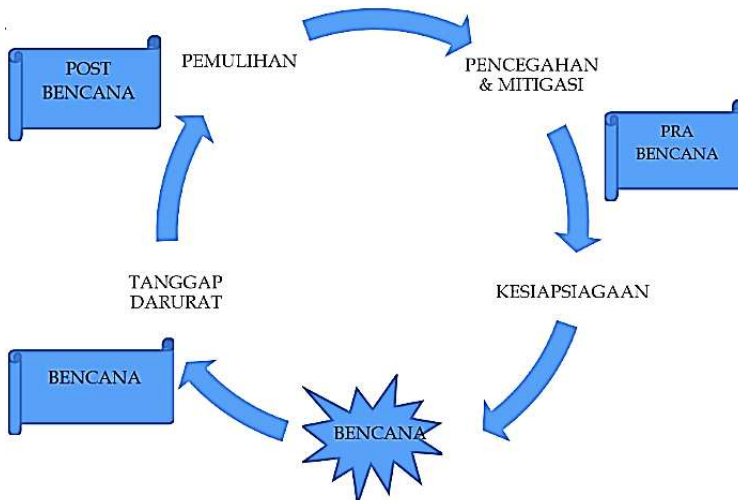 POST
BENCANA
PEMULIHAN
PENCEGAHAN
& MITIGASI
PRA
BENCANA
TANGGAP
DARURAT
KESIAPSIAGAAN
BENCANA
BENCANA